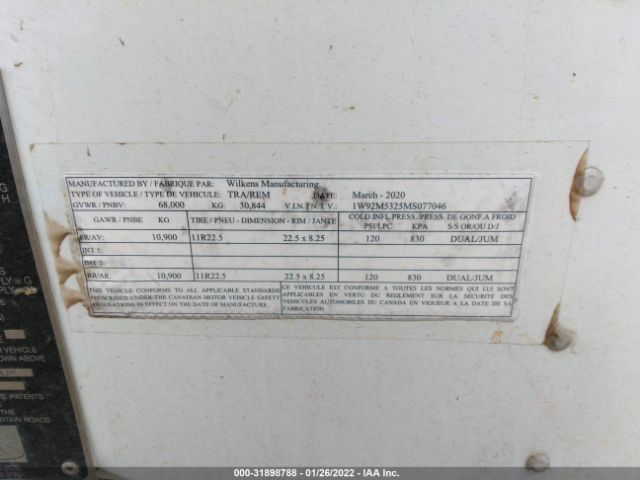 MANUFACTURED BY / FABRIQUE PAR: Wilkens Manufacturing
TYPE OF VEHICLE / TYPE DE VEHICULE: TRA/REM DATE: March - 2020
GVWR / PNBV: 68,000 KG: 30,844 V.I.N. / N.I.V.: 1W92M5325MS077046
GAWR / PNBE KG TIRE / PNEU - DIMENSION - RIM / JANTE COLD INFL.PRESS./PRESS. DE GONF.A FROID
PSI/LPC KPA S/S OR/OU D/J
FR/AV: 10,900 11R22.5 22.5 x 8.25 120 830 DUAL/JUM
INT 1:
INT 2:
RR/AR: 10,900 11R22.5 22.5 x 8.25 120 830 DUAL/JUM
THIS VEHICLE CONFORMS TO ALL APPLICABLE STANDARDS
PRESCRIBED UNDER THE CANADIAN MOTOR VEHICLE SAFETY
REGULATIONS IN EFFECT ON THE DATE OF MANUFACTURE.
CE VEHICULE EST CONFORME A TOUTES LES NORMES QUI LUI SONT
APPLICABLES EN VERTU DU REGLEMENT SUR LA SECURITE DES
VEHICULES AUTOMOBILES DU CANADA EN VIGUEUR A LA DATE DE SA
FABRICATION
VEHICLE
OWN ABOVE
PATENTS
THE
RTAIN ROADS
000-31898788 - 01/26/2022 - IAA Inc.